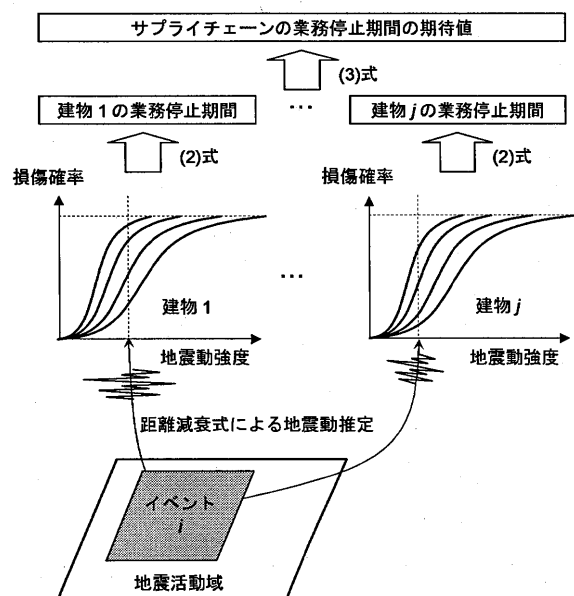 サプライチェーンの業務停止期間の期待値
(3)式
建物 1 の業務停止期間
…
建物 j の業務停止期間
(2)式
(2)式
損傷確率
損傷確率
建物 1
…
建物 j
地震動強度
地震動強度
距離減衰式による地震動推定
イベント
i
地震活動域